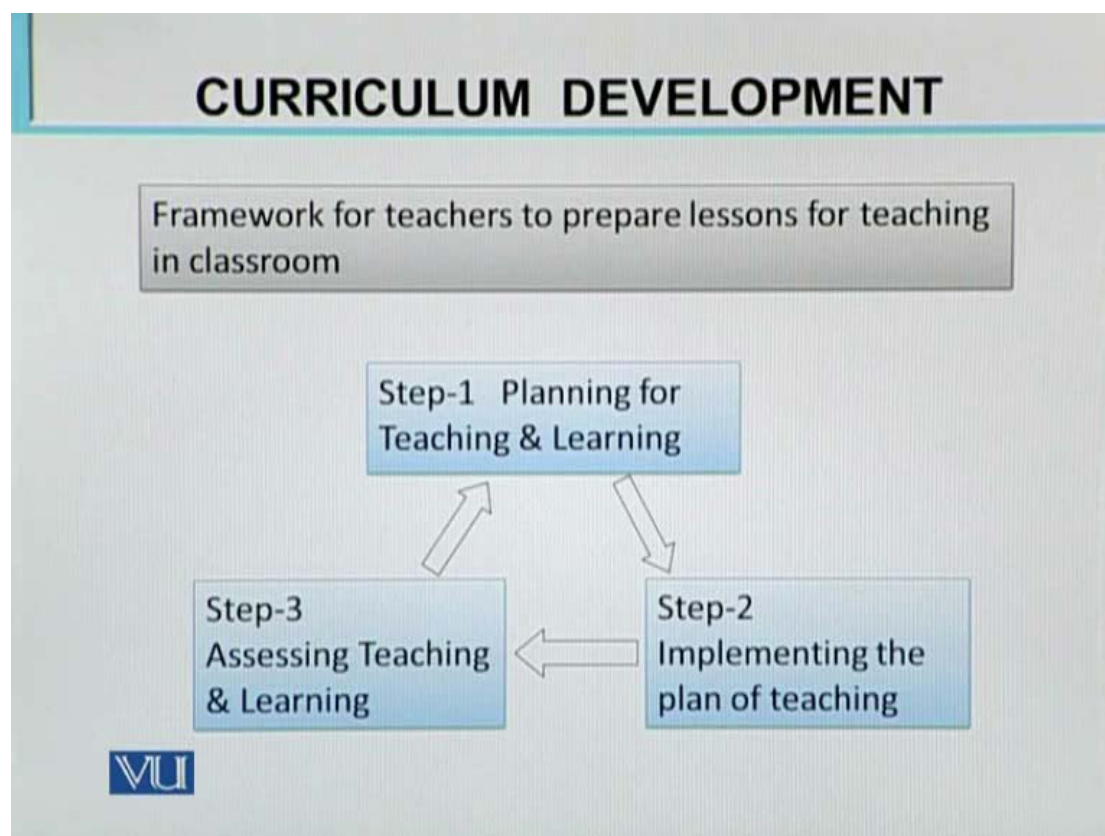 CURRICULUM DEVELOPMENT
Framework for teachers to prepare lessons for teaching
in classroom
Step-1 Planning for
Teaching & Learning
Step-3
Assessing Teaching
& Learning
Step-2
Implementing the
plan of teaching
VU